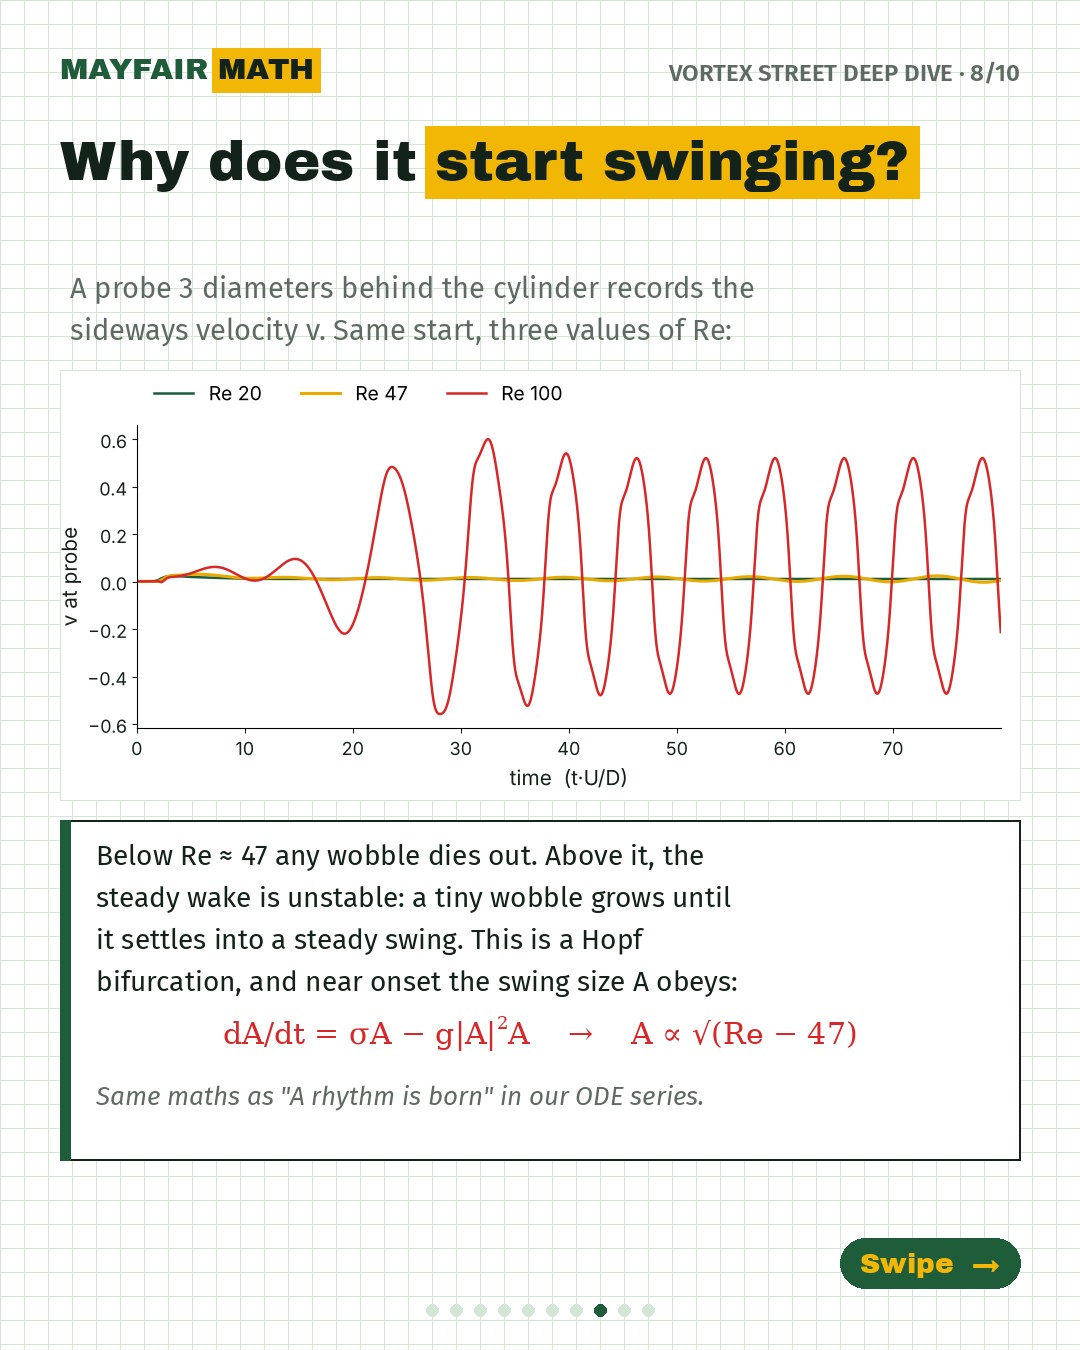 MAYFAIR MATH
VORTEX STREET DEEP DIVE · 8/10
Why does it start swinging?
A probe 3 diameters behind the cylinder records the
sideways velocity v. Same start, three values of Re:
Re 20 Re 47 Re 100
v at probe
0.6
0.4
0.2
0.0
−0.2
−0.4
−0.6
0 10 20 30 40 50 60 70
time (t·U/D)
Below Re ≈ 47 any wobble dies out. Above it, the
steady wake is unstable: a tiny wobble grows until
it settles into a steady swing. This is a Hopf
bifurcation, and near onset the swing size A obeys:
dA/dt = σA − g|A|²A → A ∝ √(Re − 47)
Same maths as "A rhythm is born" in our ODE series.
Swipe →